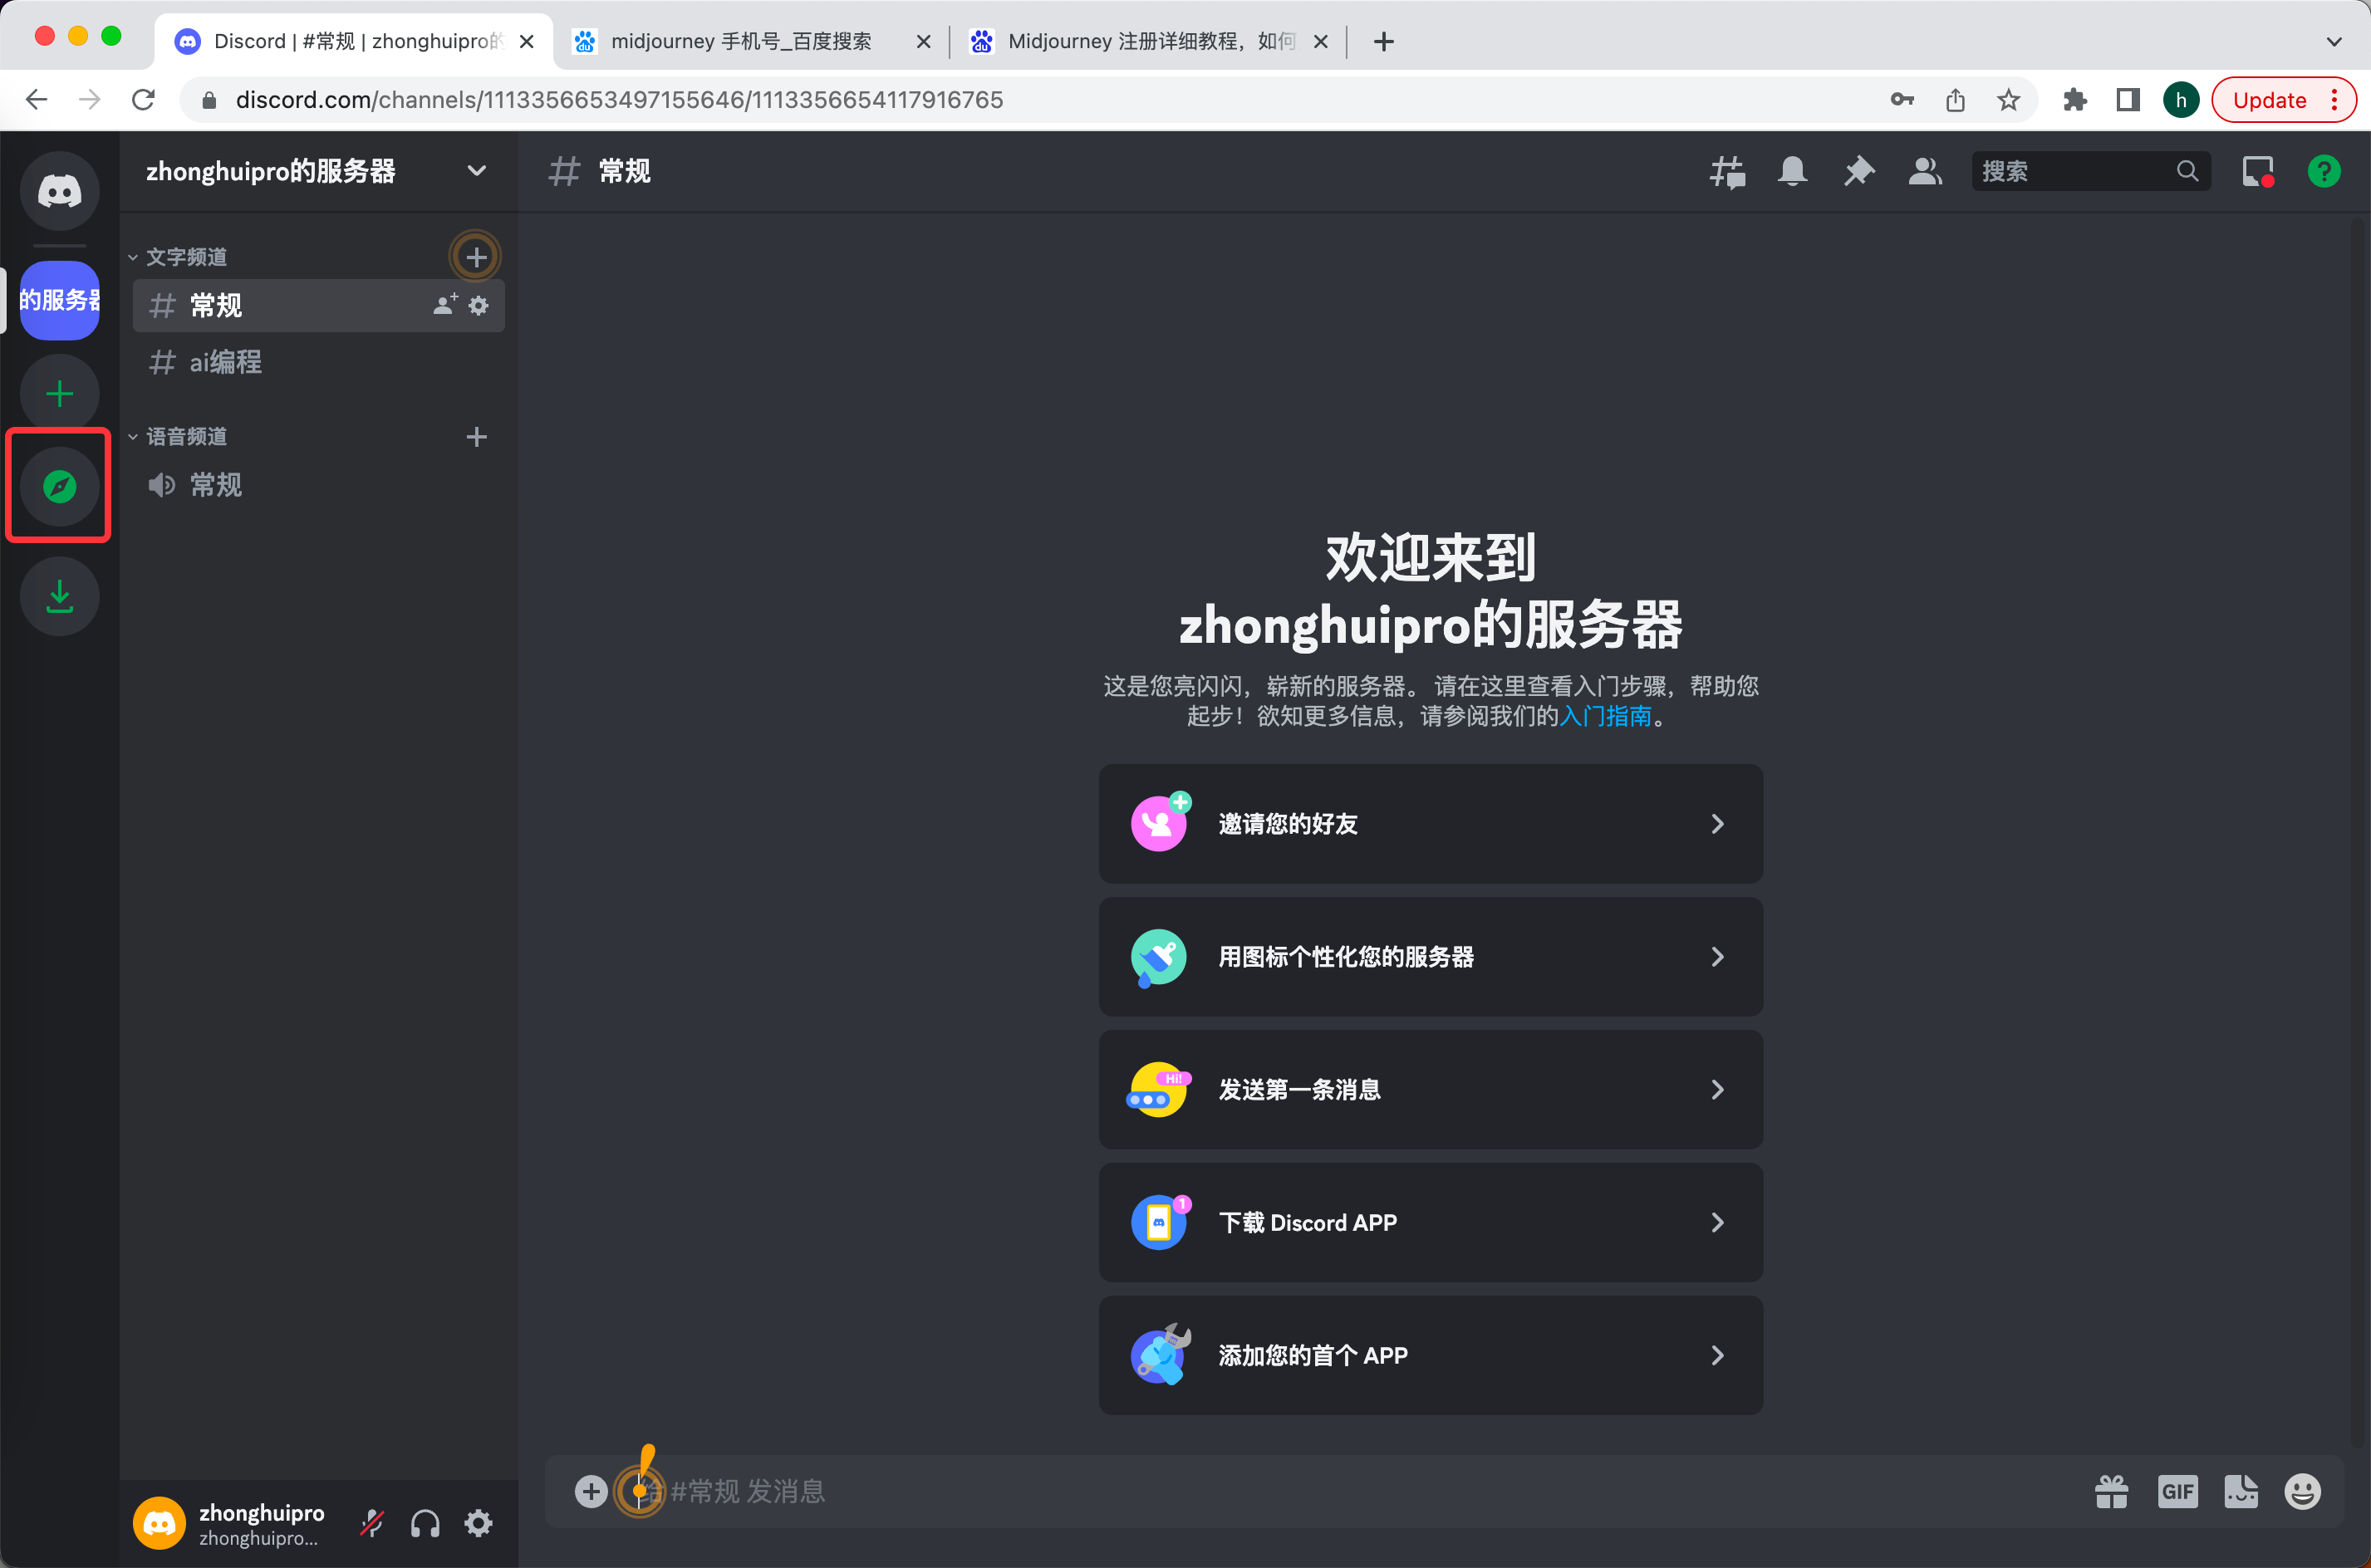 Discord | #常规 | zhonghuipro的
midjourney 手机号_百度搜索
Midjourney 注册详细教程，如何
discord.com/channels/1113356653497155646/1113356654117916765
h
Update
zhonghuipro的服务器
常规
搜索
的服务器
文字频道
常规
ai编程
语音频道
常规
欢迎来到
zhonghuipro的服务器
这是您亮闪闪，崭新的服务器。请在这里查看入门步骤，帮助您
起步！欲知更多信息，请参阅我们的入门指南。
邀请您的好友
用图标个性化您的服务器
Hi!
发送第一条消息
1
下载 Discord APP
添加您的首个 APP
给 #常规 发消息
GIF
zhonghuipro
zhonghuipro...